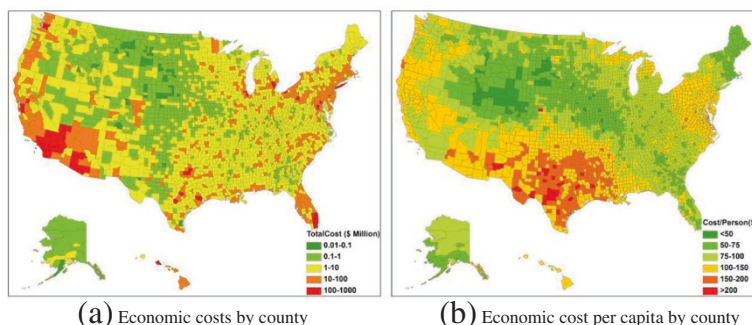 TotalCost ($ Million)
0.01-0.1
0.1-1
1-10
10-100
100-1000
(a) Economic costs by county
Cost/Person($)
<50
50-75
75-100
100-150
150-200
>200
(b) Economic cost per capita by county